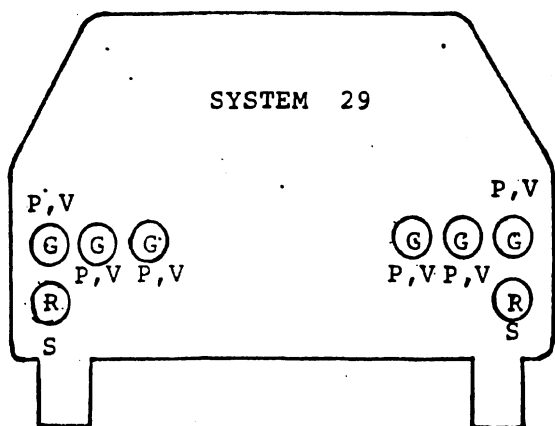 SYSTEM 29
P,V P,V
G G G G G G
P,V P,V P,V P,V
R R
S S